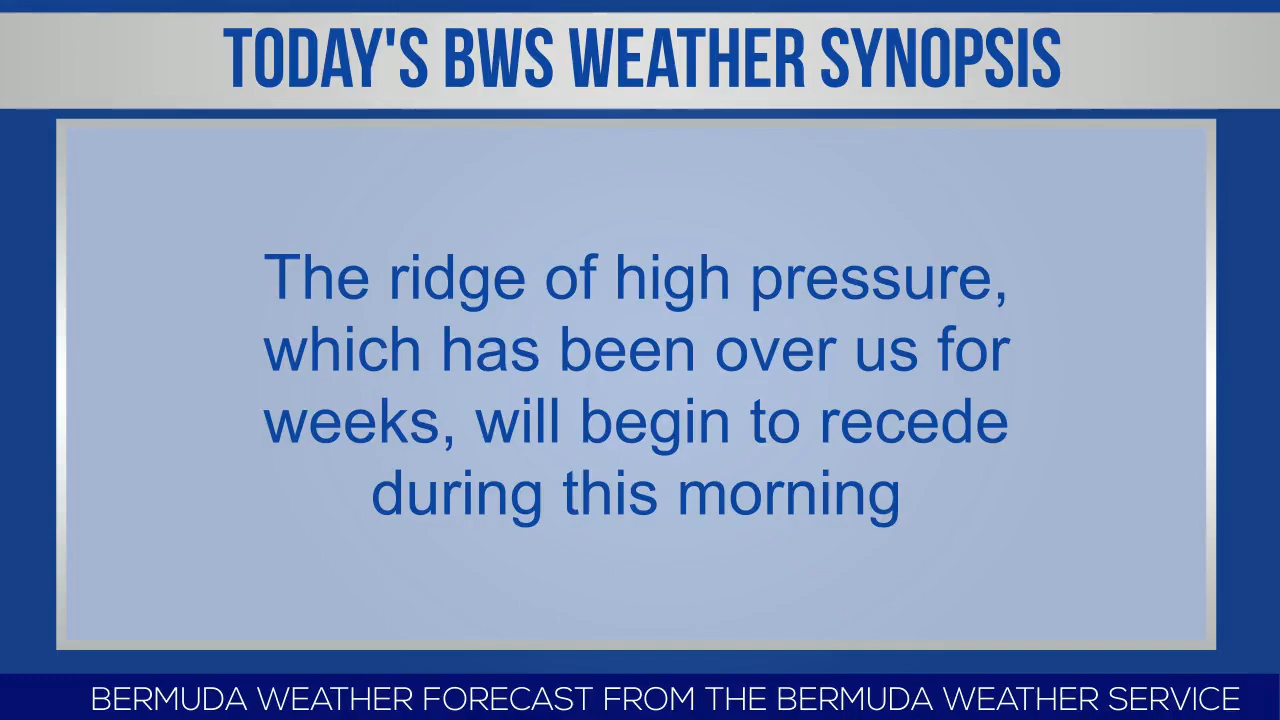 TODAY'S BWS WEATHER SYNOPSIS
The ridge of high pressure,
which has been over us for
weeks, will begin to recede
during this morning
BERMUDA WEATHER FORECAST FROM THE BERMUDA WEATHER SERVICE